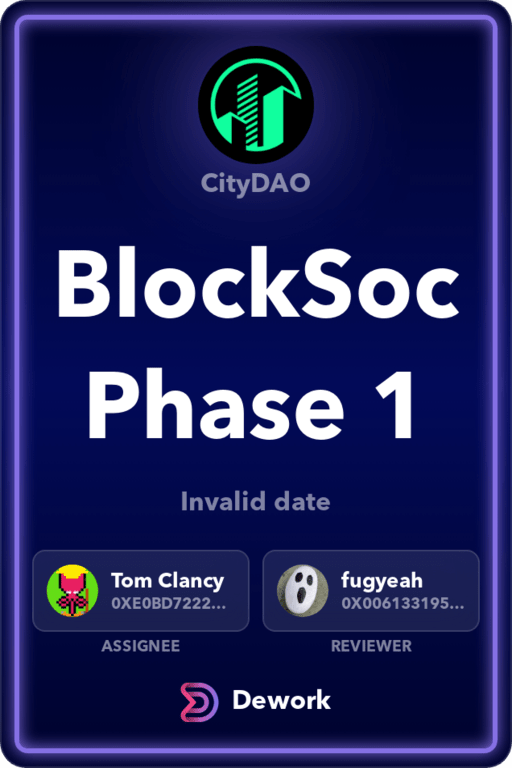 CityDAO
BlockSoc
Phase 1
Invalid date
Tom Clancy
0XE0BD7222...
ASSIGNEE
fugyeah
0X006133195...
REVIEWER
Dework